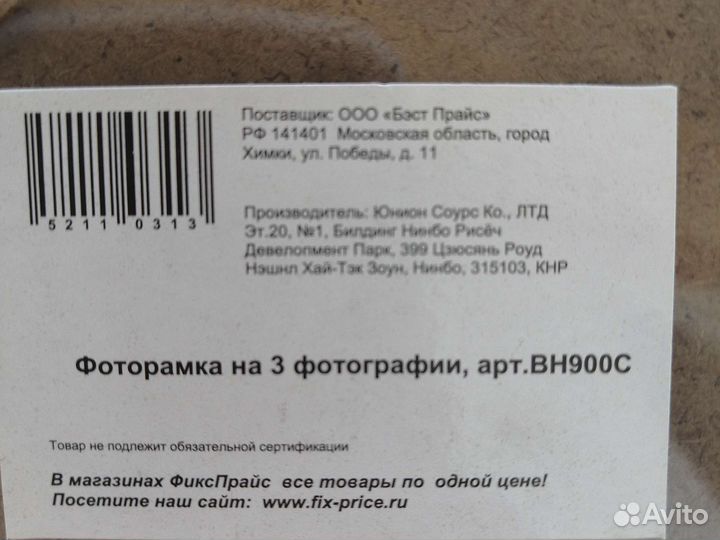 Поставщик: ООО «Бэст Прайс»
РФ 141401 Московская область, город
Химки, ул. Победы, д. 11
5211 0313
Производитель: Юнион Соурс Ко., ЛТД
Эт.20, №1, Билдинг Нинбо Рисёч
Девелопмент Парк, 399 Цзюсянь Роуд
Нэшнл Хай-Тэк Зоун, Нинбо, 315103, КНР
Фоторамка на 3 фотографии, арт.BH900C
Товар не подлежит обязательной сертификации
В магазинах ФиксПрайс все товары по одной цене!
Посетите наш сайт: www.fix-price.ru
Avito